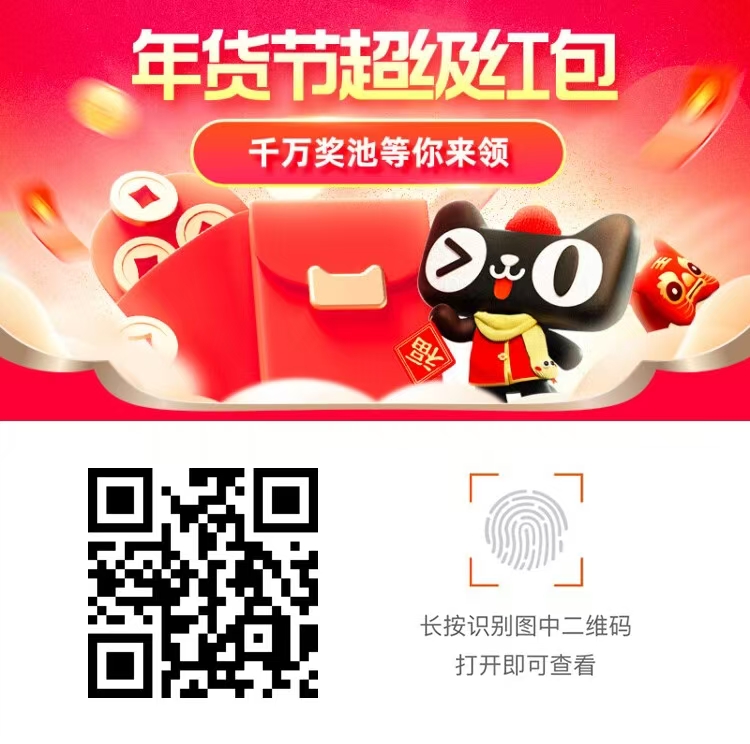 年货节超级红包
千万奖池等你来领
福
长按识别图中二维码
打开即可查看